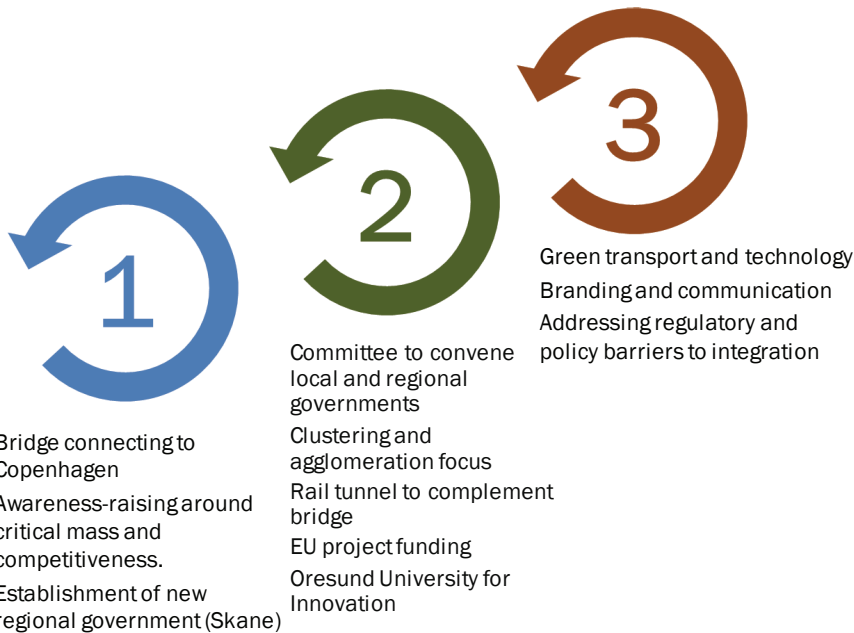 1
Bridge connecting to
Copenhagen
Awareness-raising around
critical mass and
competitiveness.
Establishment of new
regional government (Skane)
2
Committee to convene
local and regional
governments
Clustering and
agglomeration focus
Rail tunnel to complement
bridge
EU project funding
Oresund University for
Innovation
3
Green transport and technology
Branding and communication
Addressing regulatory and
policy barriers to integration